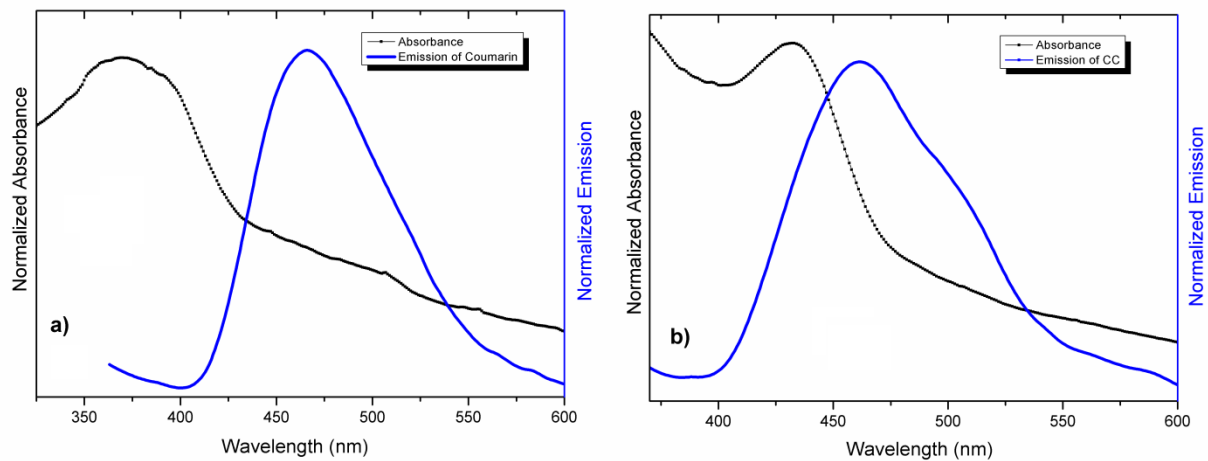 Absorbance
Emission of Coumarin
Normalized Absorbance
Normalized Emission
a)
350 400 450 500 550 600
Wavelength (nm)
Absorbance
Emission of CC
Normalized Absorbance
Normalized Emission
b)
400 450 500 550 600
Wavelength (nm)